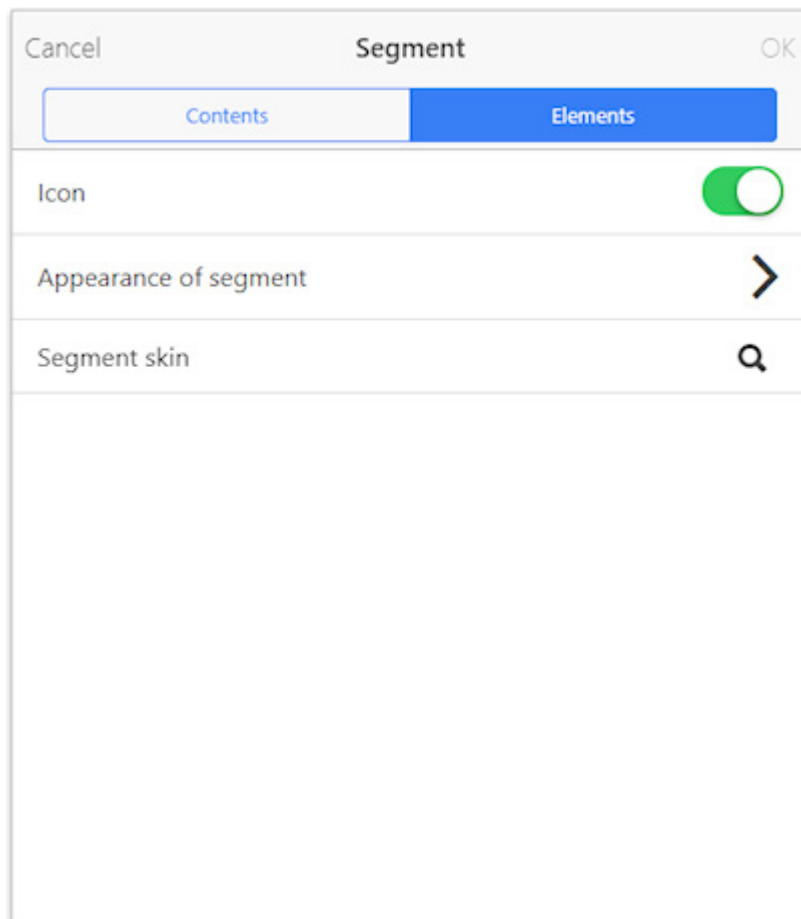 Cancel Segment OK
Contents Elements
Icon
Appearance of segment
Segment skin